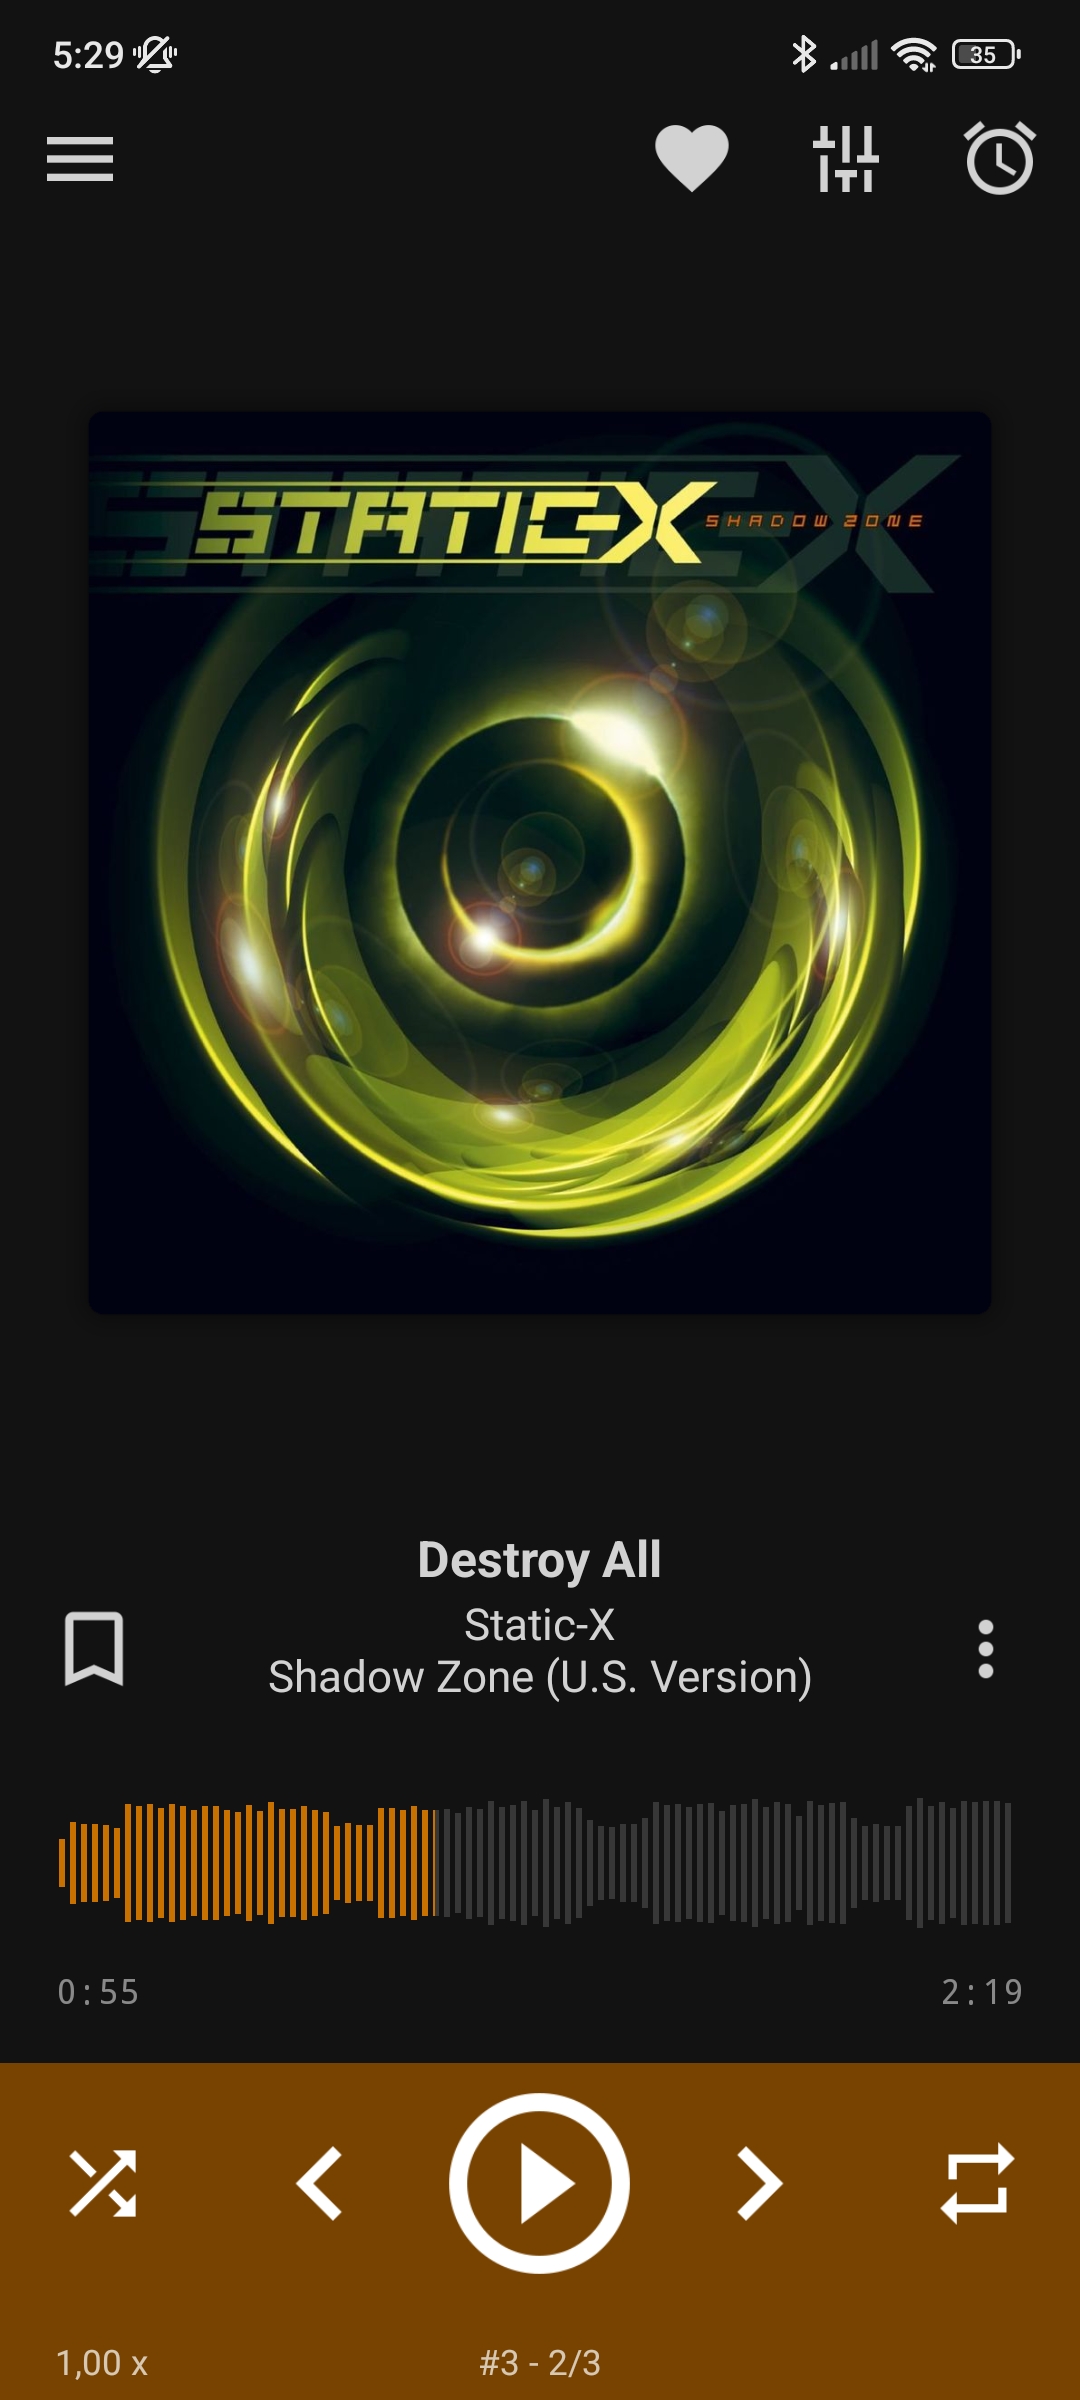 5:29
35
STATIC-X SHADOW ZONE
Destroy All
Static-X
Shadow Zone (U.S. Version)
0:55
2:19
1,00 x
#3 - 2/3